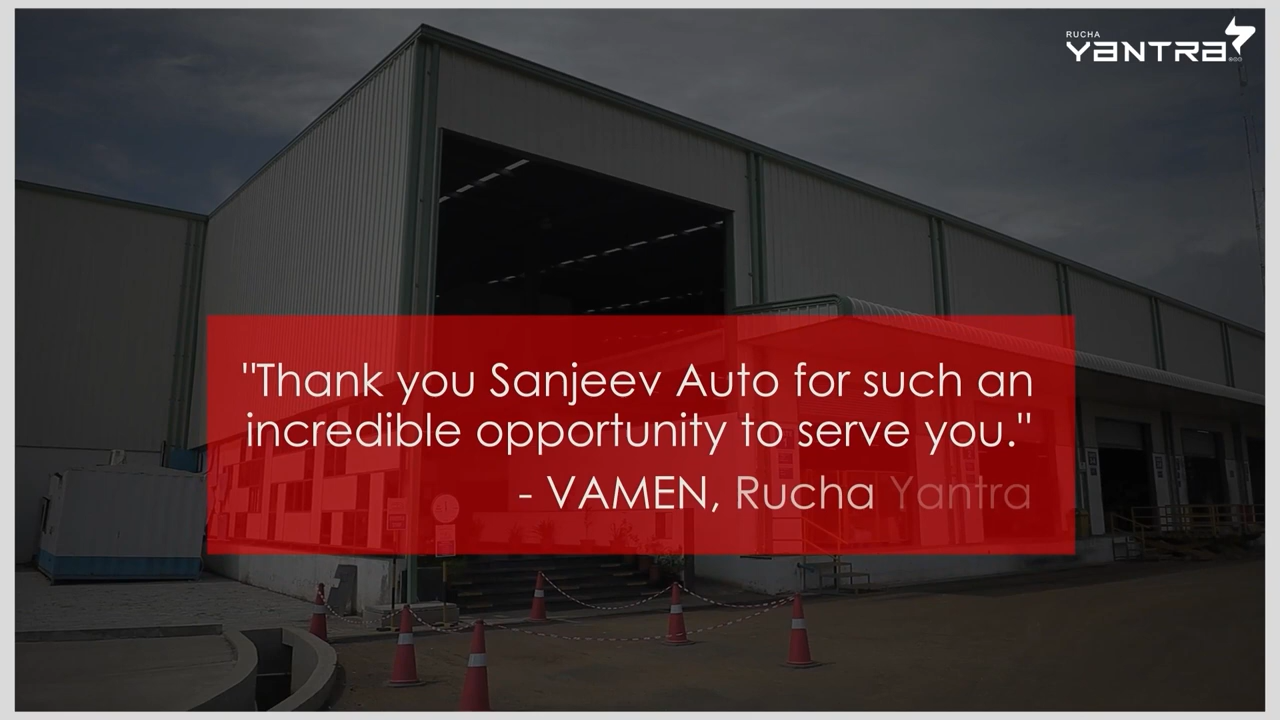 RUCHA
YANTRA
"Thank you Sanjeev Auto for such an
incredible opportunity to serve you."
- VAMEN, Rucha Yantra